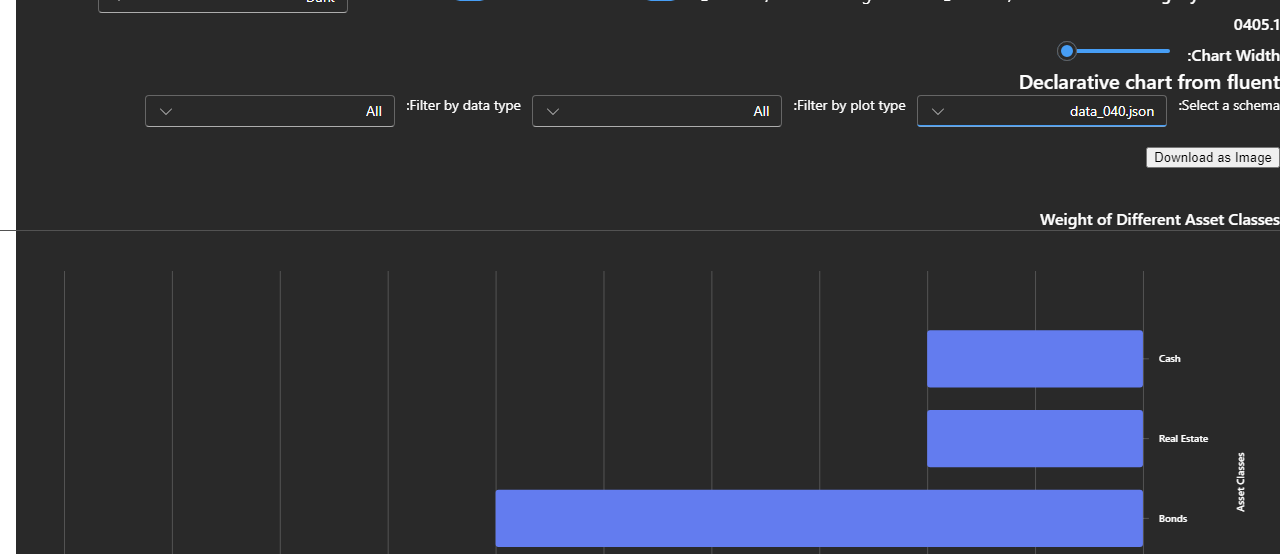 0405.1
:Chart Width
Declarative chart from fluent
:Select a schema data_040.json :Filter by plot type All :Filter by data type All
Download as Image
Weight of Different Asset Classes
Cash
Real Estate
Asset Classes
Bonds